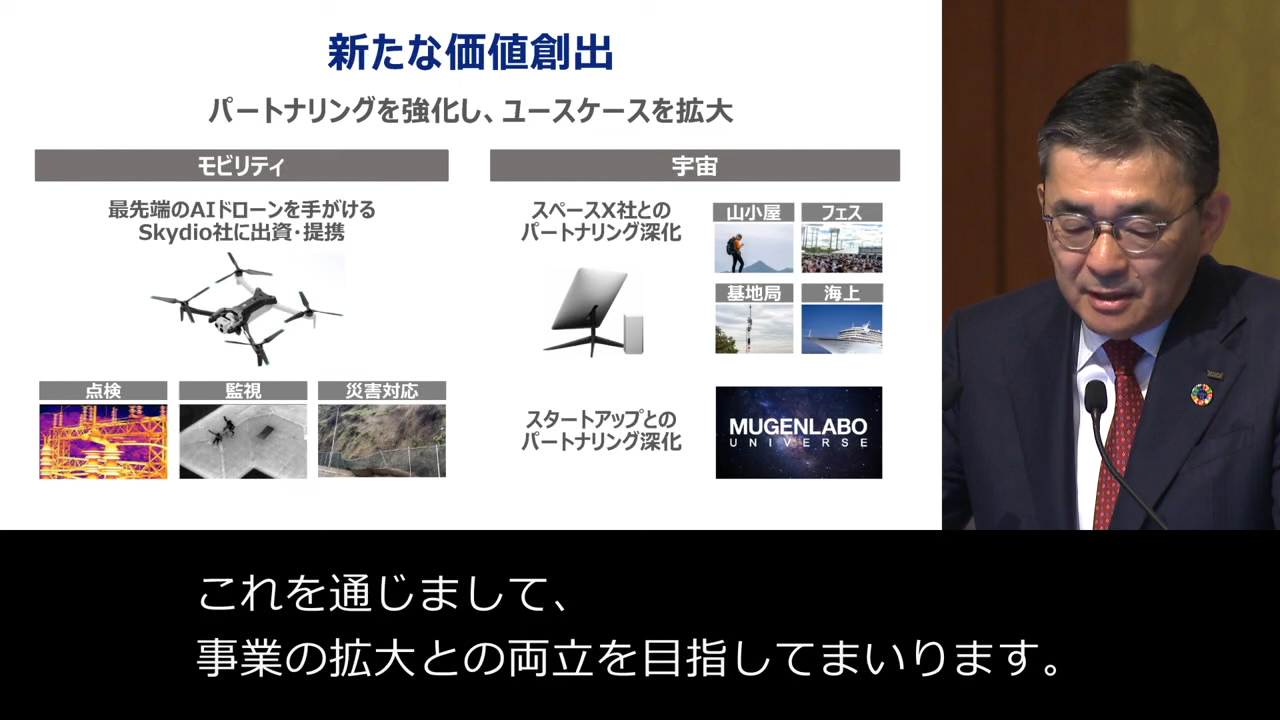 新たな価値創出
パートナリングを強化し、ユースケースを拡大
モビリティ
最先端のAIドローンを手がける
Skydio社に出資・提携
点検
監視
災害対応
宇宙
スペースX社との
パートナリング深化
山小屋
フェス
基地局
海上
スタートアップとの
パートナリング深化
MUGENLABO
UNIVERSE
これを通じまして、
事業の拡大との両立を目指してまいります。